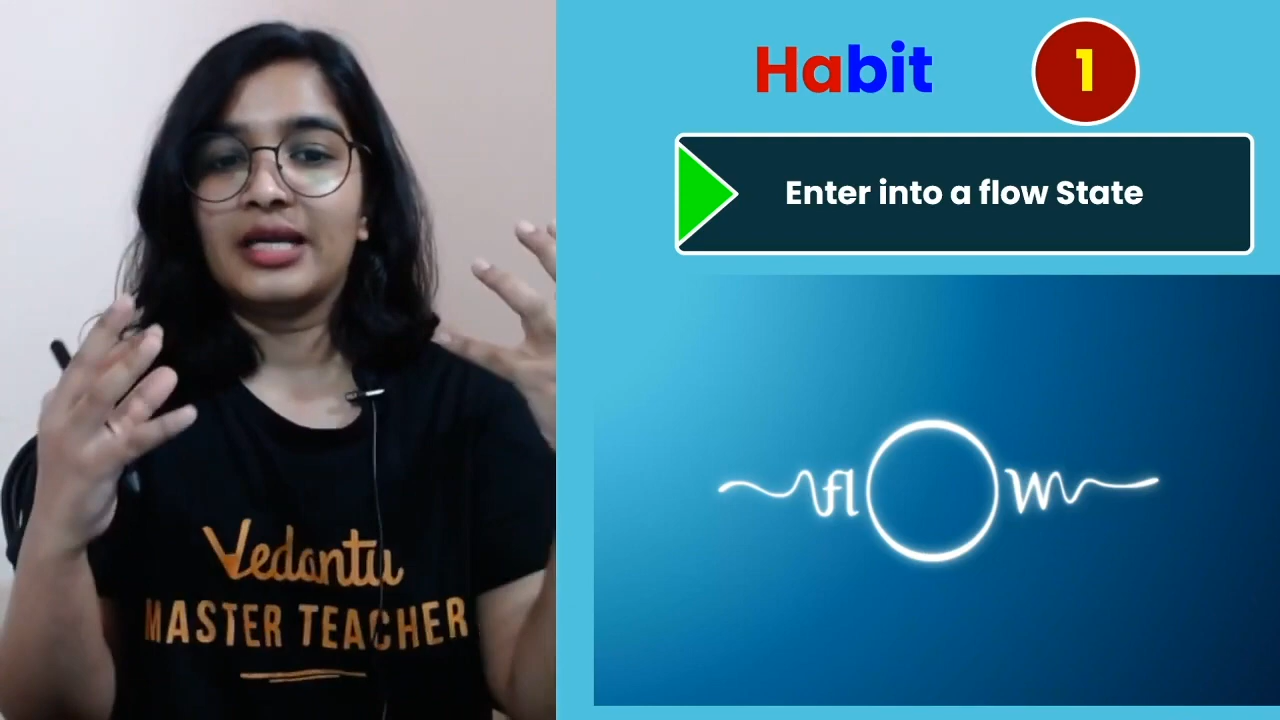 Habit 1
Enter into a flow State
flow
Vedantu
MASTER TEACHER